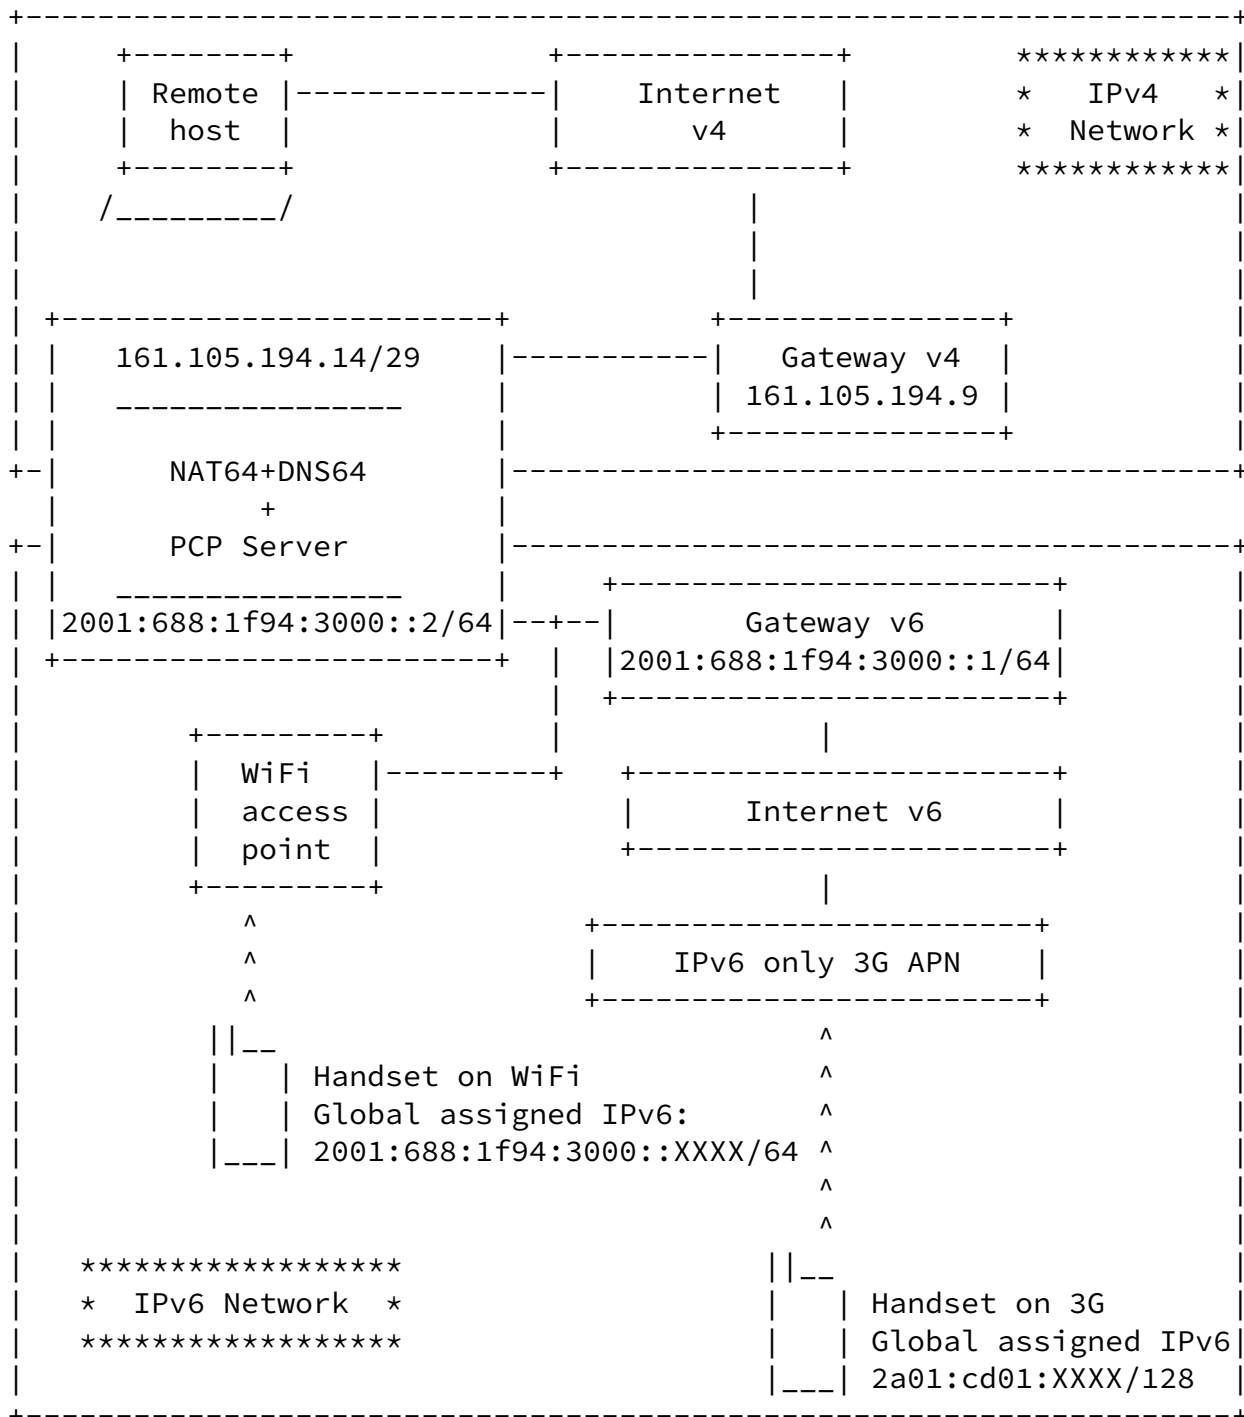 Remote
host
Internet
v4
IPv4
Network
161.105.194.14/29
Gateway v4
161.105.194.9
NAT64+DNS64
+
PCP Server
2001:688:1f94:3000::2/64
Gateway v6
2001:688:1f94:3000::1/64
WiFi
access
point
Internet v6
IPv6 only 3G APN
Handset on WiFi
Global assigned IPv6:
2001:688:1f94:3000::XXXX/64
IPv6 Network
Handset on 3G
Global assigned IPv6
2a01:cd01:XXXX/128